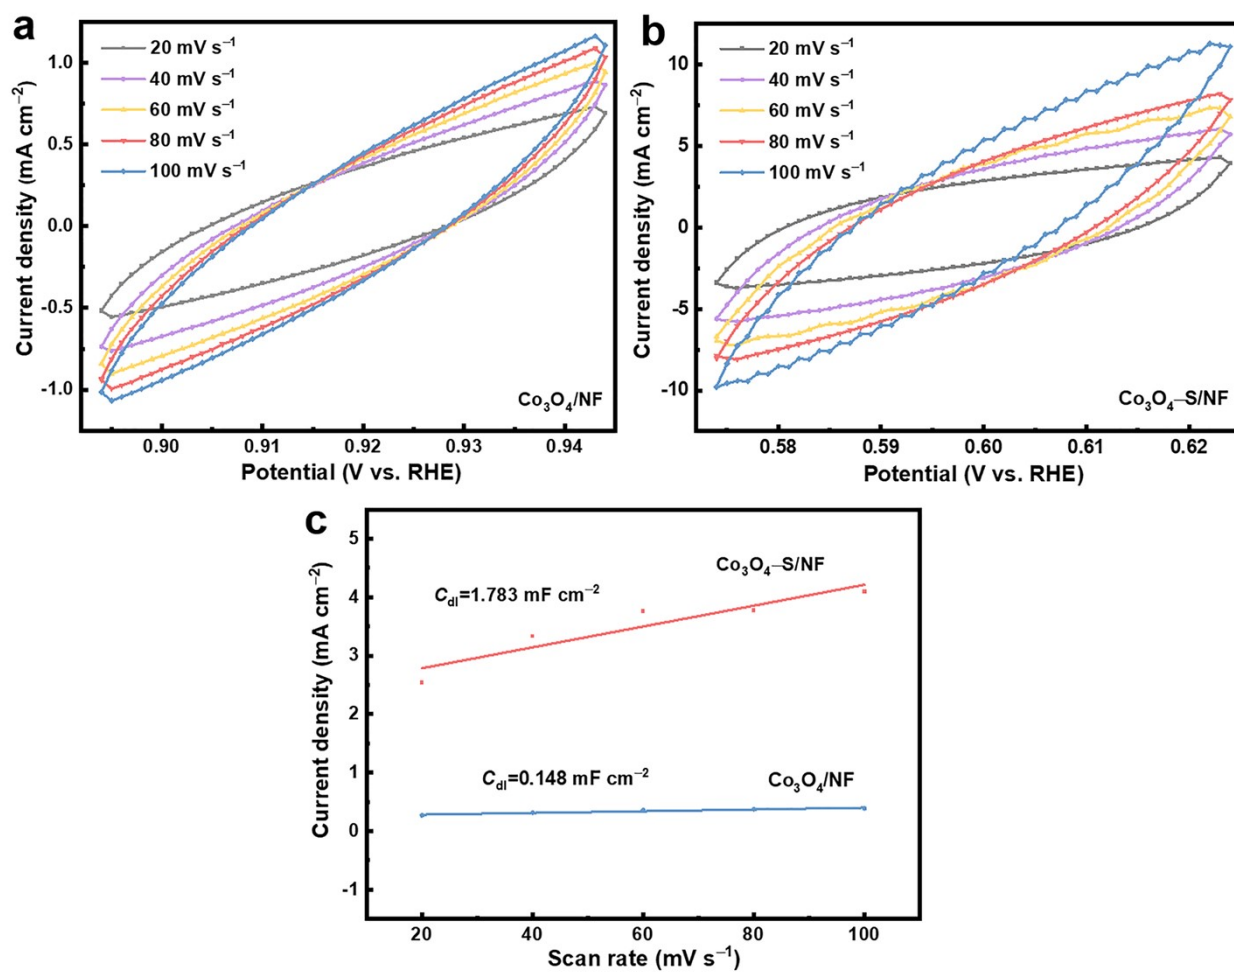 a
20 mV s⁻¹
40 mV s⁻¹
60 mV s⁻¹
80 mV s⁻¹
100 mV s⁻¹
1.0
0.5
0.0
-0.5
-1.0
Current density (mA cm⁻²)
Co₃O₄/NF
0.90 0.91 0.92 0.93 0.94
Potential (V vs. RHE)
b
20 mV s⁻¹
40 mV s⁻¹
60 mV s⁻¹
80 mV s⁻¹
100 mV s⁻¹
10
5
0
-5
-10
Current density (mA cm⁻²)
Co₃O₄–S/NF
0.58 0.59 0.60 0.61 0.62
Potential (V vs. RHE)
c
5
4
3
2
1
0
-1
Current density (mA cm⁻²)
Co₃O₄–S/NF
Cdl=1.783 mF cm⁻²
Cdl=0.148 mF cm⁻²
Co₃O₄/NF
20 40 60 80 100
Scan rate (mV s⁻¹)